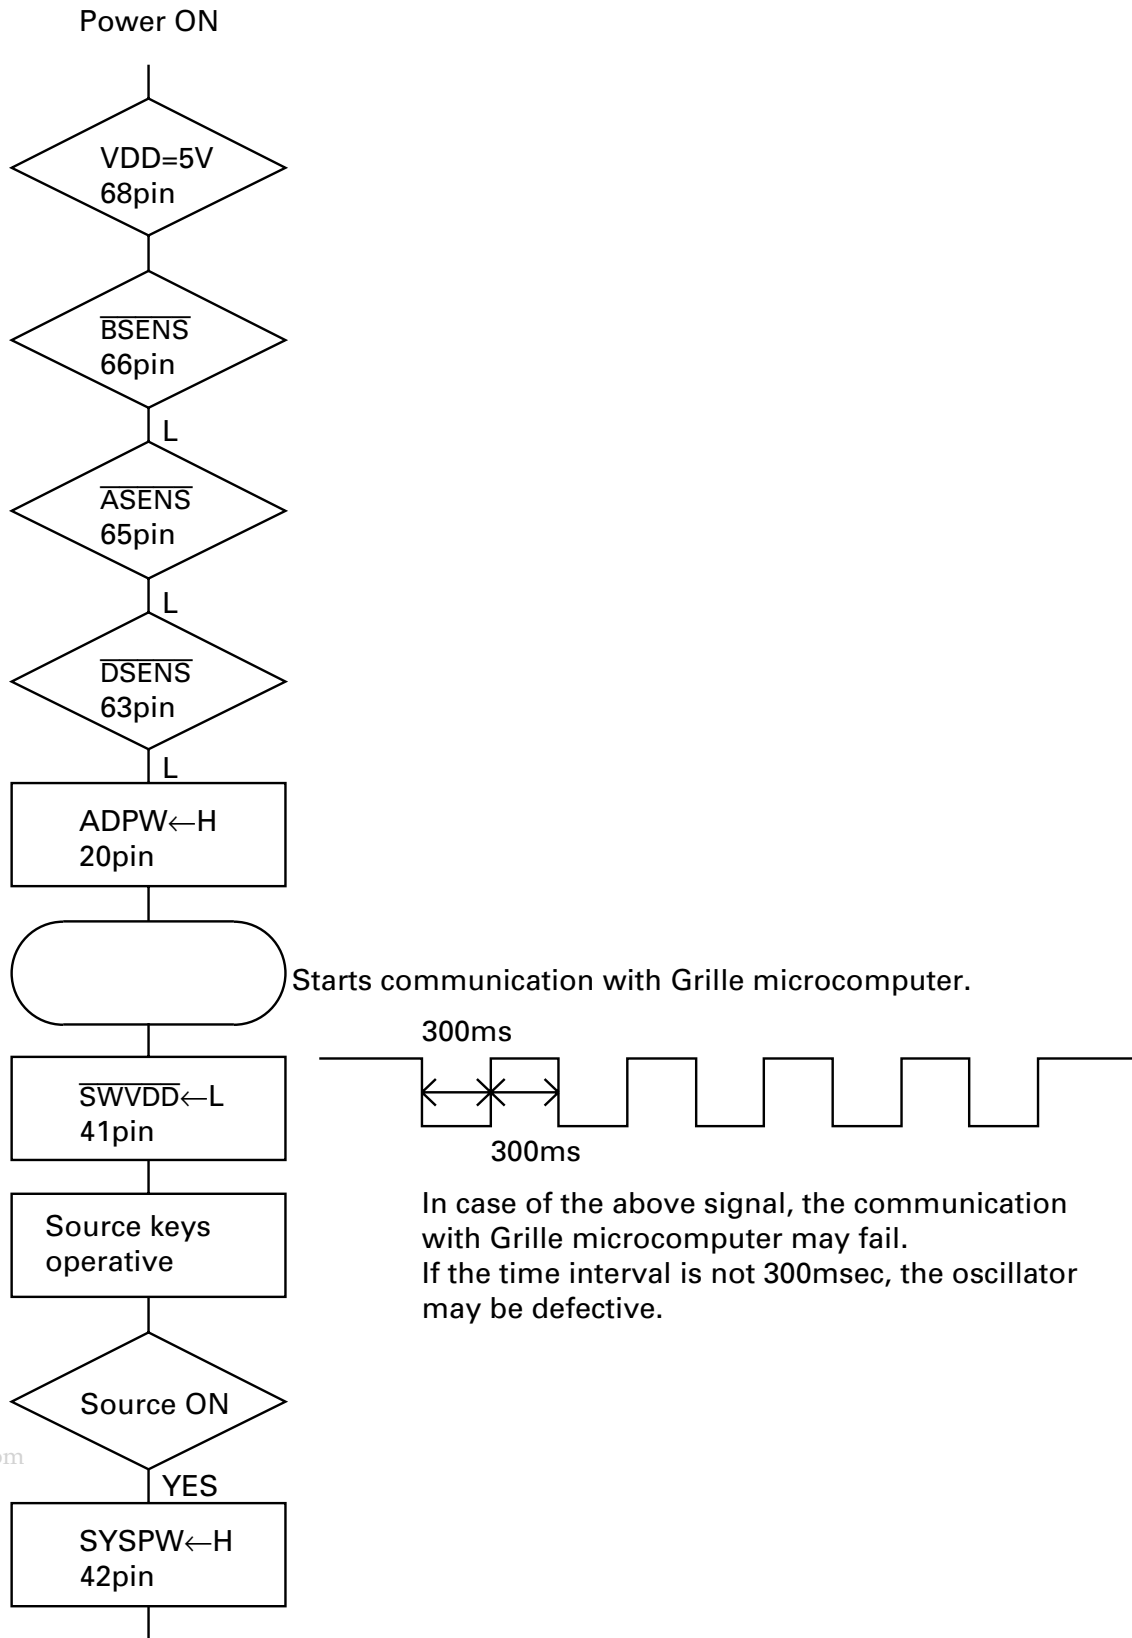 Power ON
VDD=5V
68pin
BSENS
66pin
L
ASENS
65pin
L
DSENS
63pin
L
ADPW←H
20pin
Starts communication with Grille microcomputer.
300ms
SWVDD←L
41pin
300ms
In case of the above signal, the communication
with Grille microcomputer may fail.
If the time interval is not 300msec, the oscillator
may be defective.
Source keys
operative
Source ON
YES
SYSPW←H
42pin